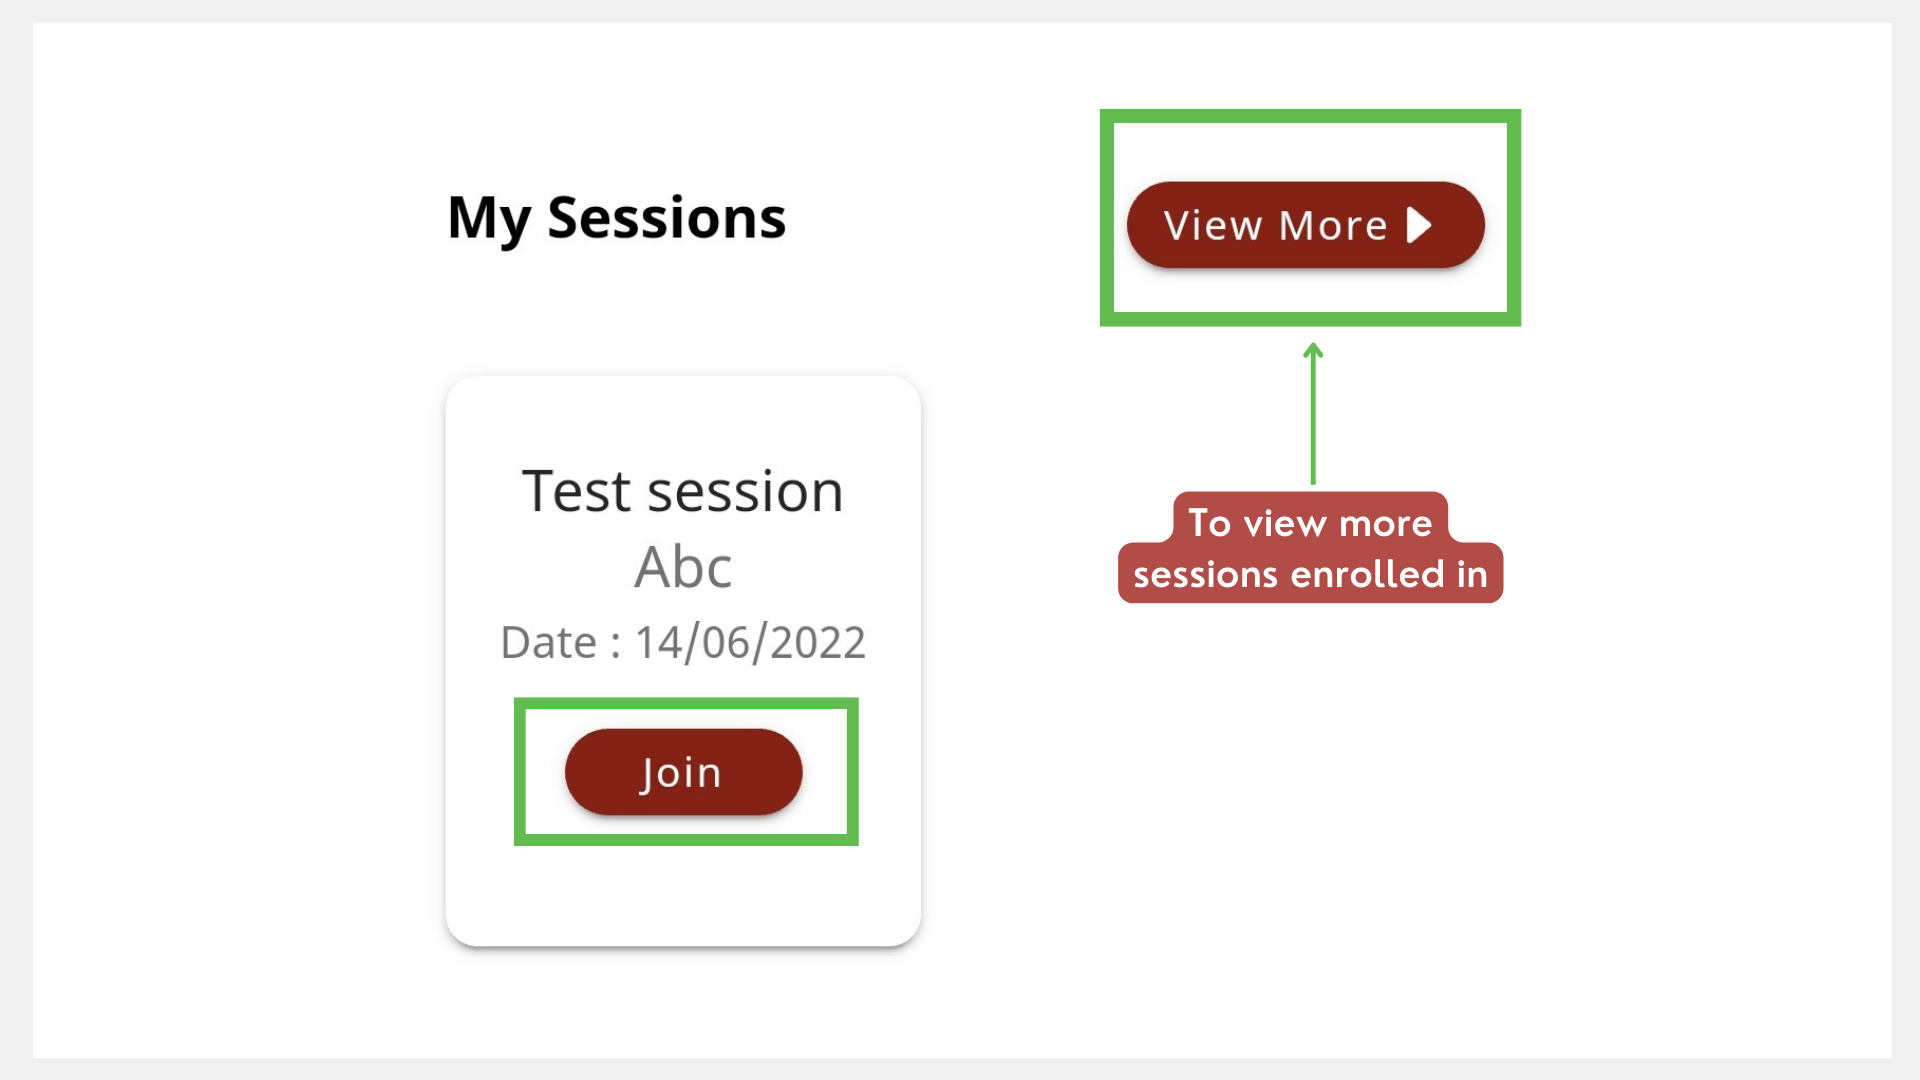 My Sessions
View More
Test session
Abc
Date : 14/06/2022
Join
To view more
sessions enrolled in